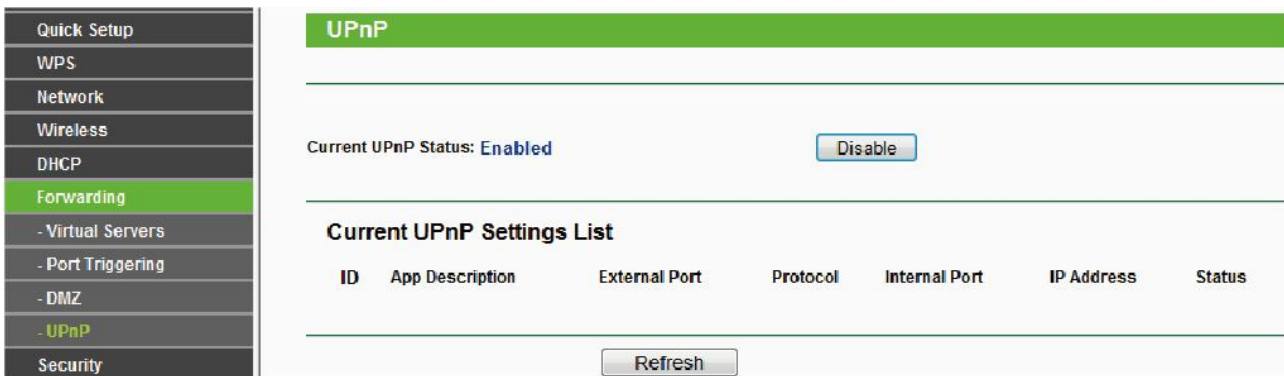 Quick Setup
WPS
Network
Wireless
DHCP
Forwarding
- Virtual Servers
- Port Triggering
- DMZ
- UPnP
Security
UPnP
Current UPnP Status: Enabled
Disable
Current UPnP Settings List
ID App Description External Port Protocol Internal Port IP Address Status
Refresh